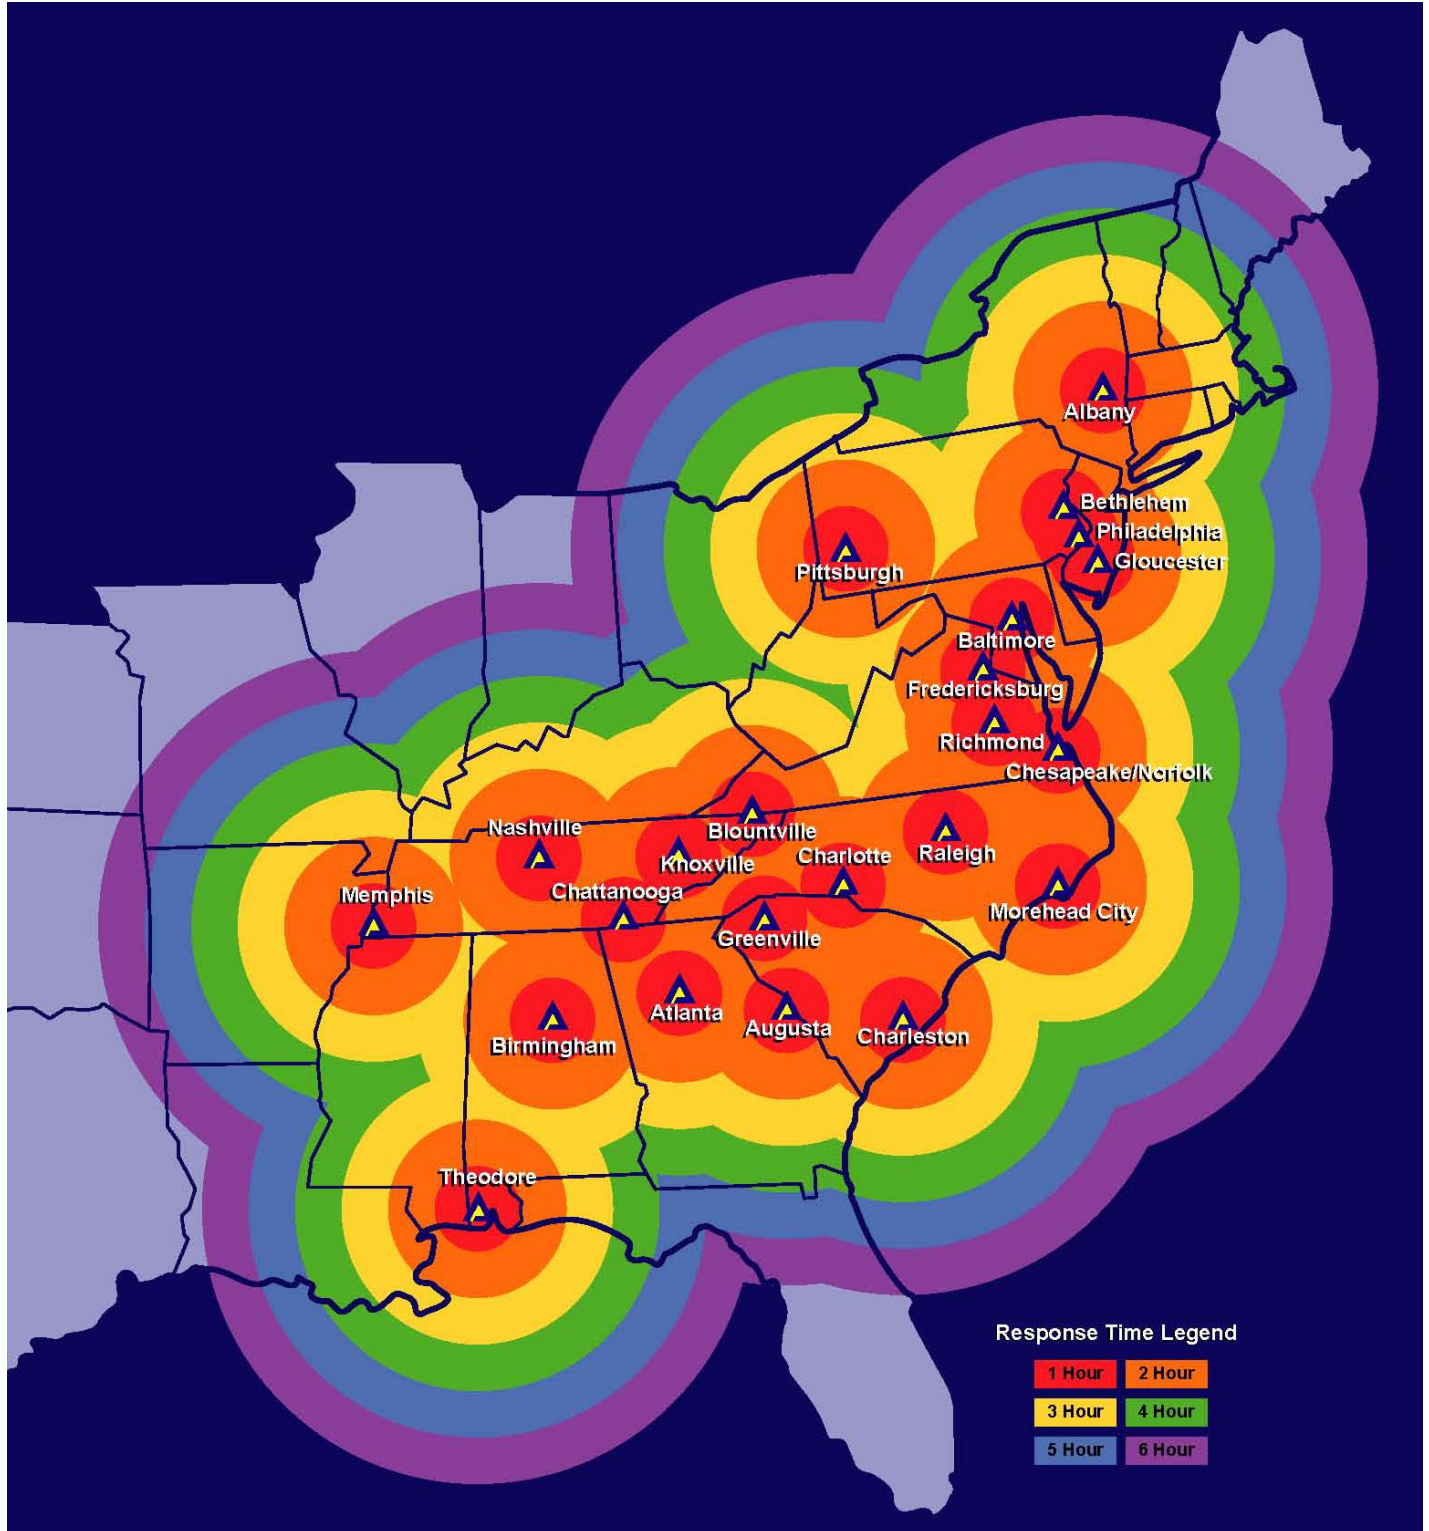 Albany
Bethlehem
Philadelphia
Gloucester
Pittsburgh
Baltimore
Fredericksburg
Richmond
Chesapeake/Norfolk
Nashville
Blountville
Knoxville
Charlotte
Raleigh
Memphis
Chattanooga
Morehead City
Greenville
Atlanta
Augusta
Charleston
Birmingham
Theodore
Response Time Legend
1 Hour
2 Hour
3 Hour
4 Hour
5 Hour
6 Hour